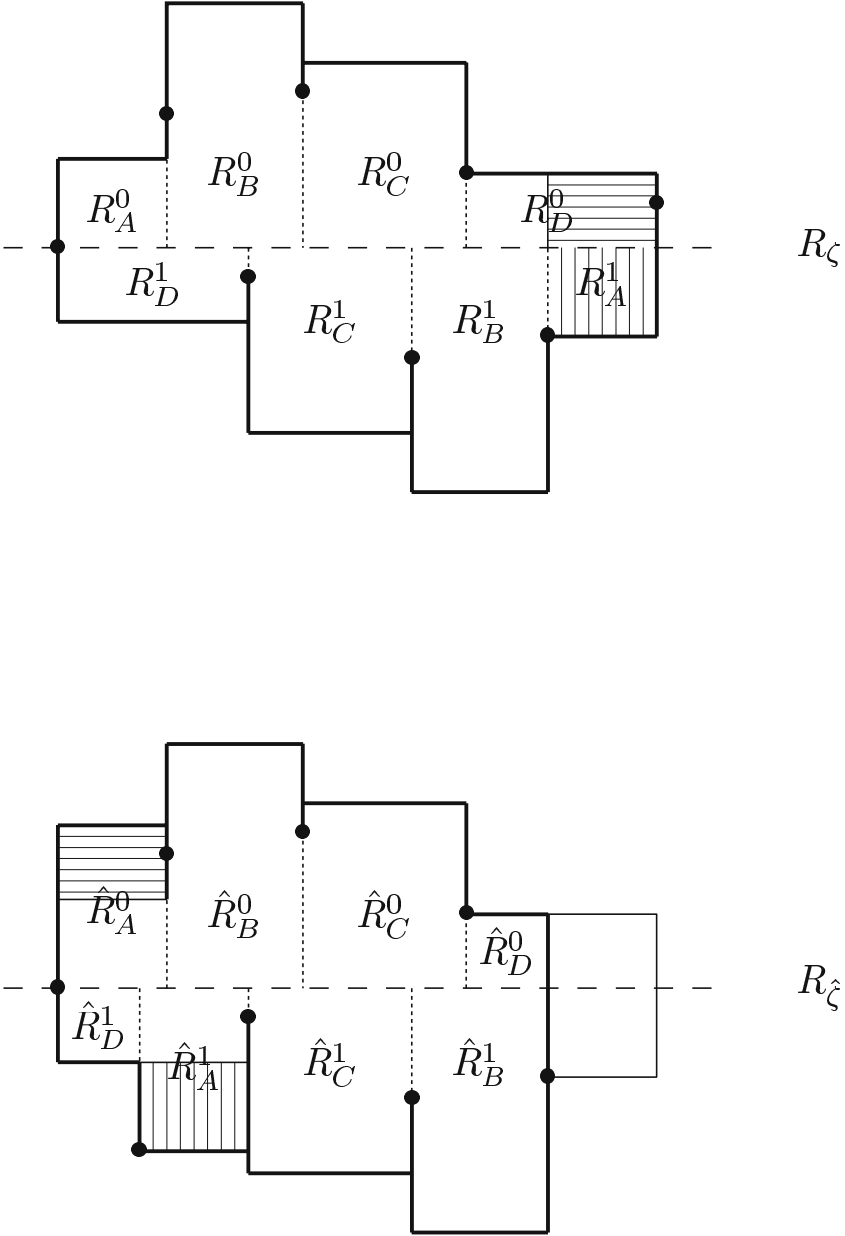 R_B^0 R_C^0
R_A^0 R_D^0
R_ζ
R_D^1 R_C^1 R_B^1 R_A^1
R̂_A^0 R̂_B^0 R̂_C^0
R̂_D^0
R_ζ̂
R̂_D^1 R̂_A^1 R̂_C^1 R̂_B^1